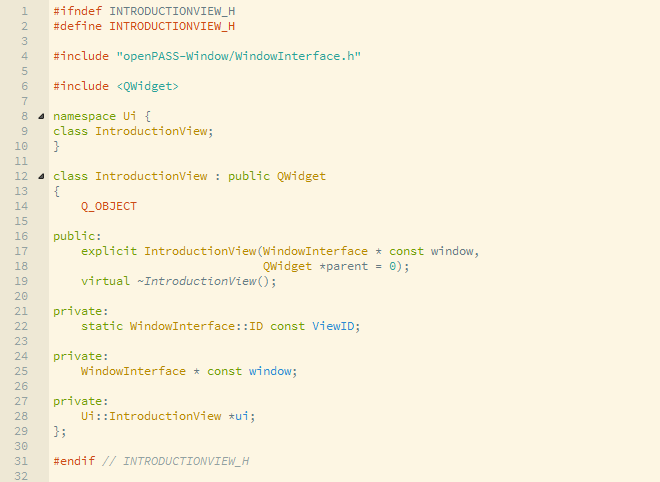 1 #ifndef INTRODUCTIONVIEW_H
2 #define INTRODUCTIONVIEW_H
3
4 #include "openPASS-Window/WindowInterface.h"
5
6 #include <QWidget>
7
8 namespace Ui {
9 class IntroductionView;
10 }
11
12 class IntroductionView : public QWidget
13 {
14     Q_OBJECT
15
16 public:
17     explicit IntroductionView(WindowInterface * const window,
18                               QWidget *parent = 0);
19     virtual ~IntroductionView();
20
21 private:
22     static WindowInterface::ID const ViewID;
23
24 private:
25     WindowInterface * const window;
26
27 private:
28     Ui::IntroductionView *ui;
29 };
30
31 #endif // INTRODUCTIONVIEW_H
32